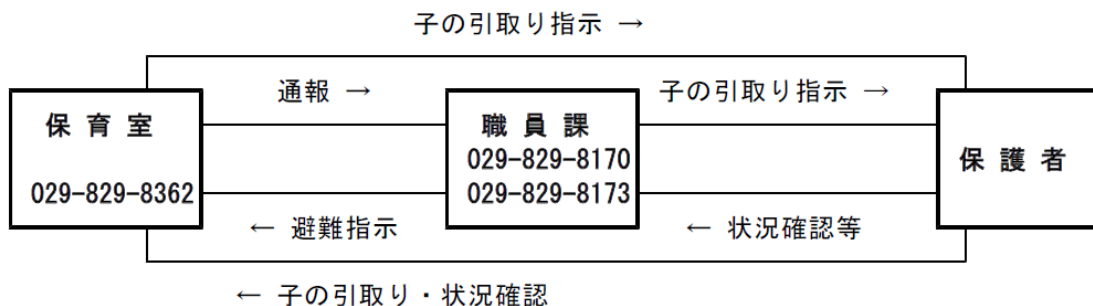 子の引取り指示 →
通報 →
子の引取り指示 →
保育室
029-829-8362
職員課
029-829-8170
029-829-8173
保護者
← 避難指示
← 状況確認等
← 子の引取り・状況確認